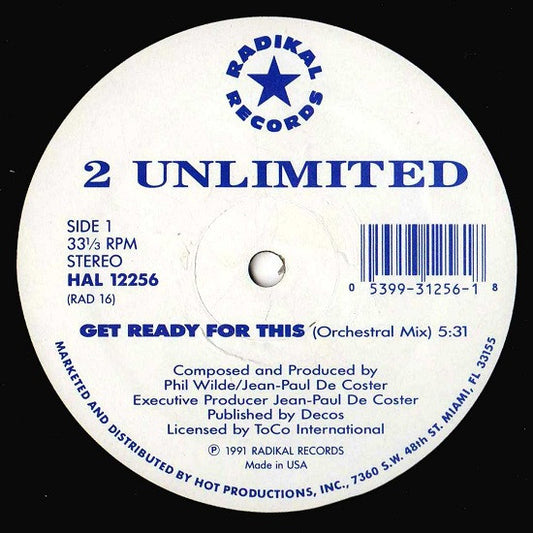 RADIKAL
RECORDS
2 UNLIMITED
SIDE 1
33⅓ RPM
STEREO
HAL 12256
(RAD 16)
0 5399-31256-1 8
GET READY FOR THIS (Orchestral Mix) 5:31
Composed and Produced by
Phil Wilde/Jean-Paul De Coster
Executive Producer Jean-Paul De Coster
Published by Decos
Licensed by ToCo International
℗ 1991 RADIKAL RECORDS
Made in USA
MARKETED AND DISTRIBUTED BY HOT PRODUCTIONS, INC., 7360 S.W. 48th ST. MIAMI, FL 33155